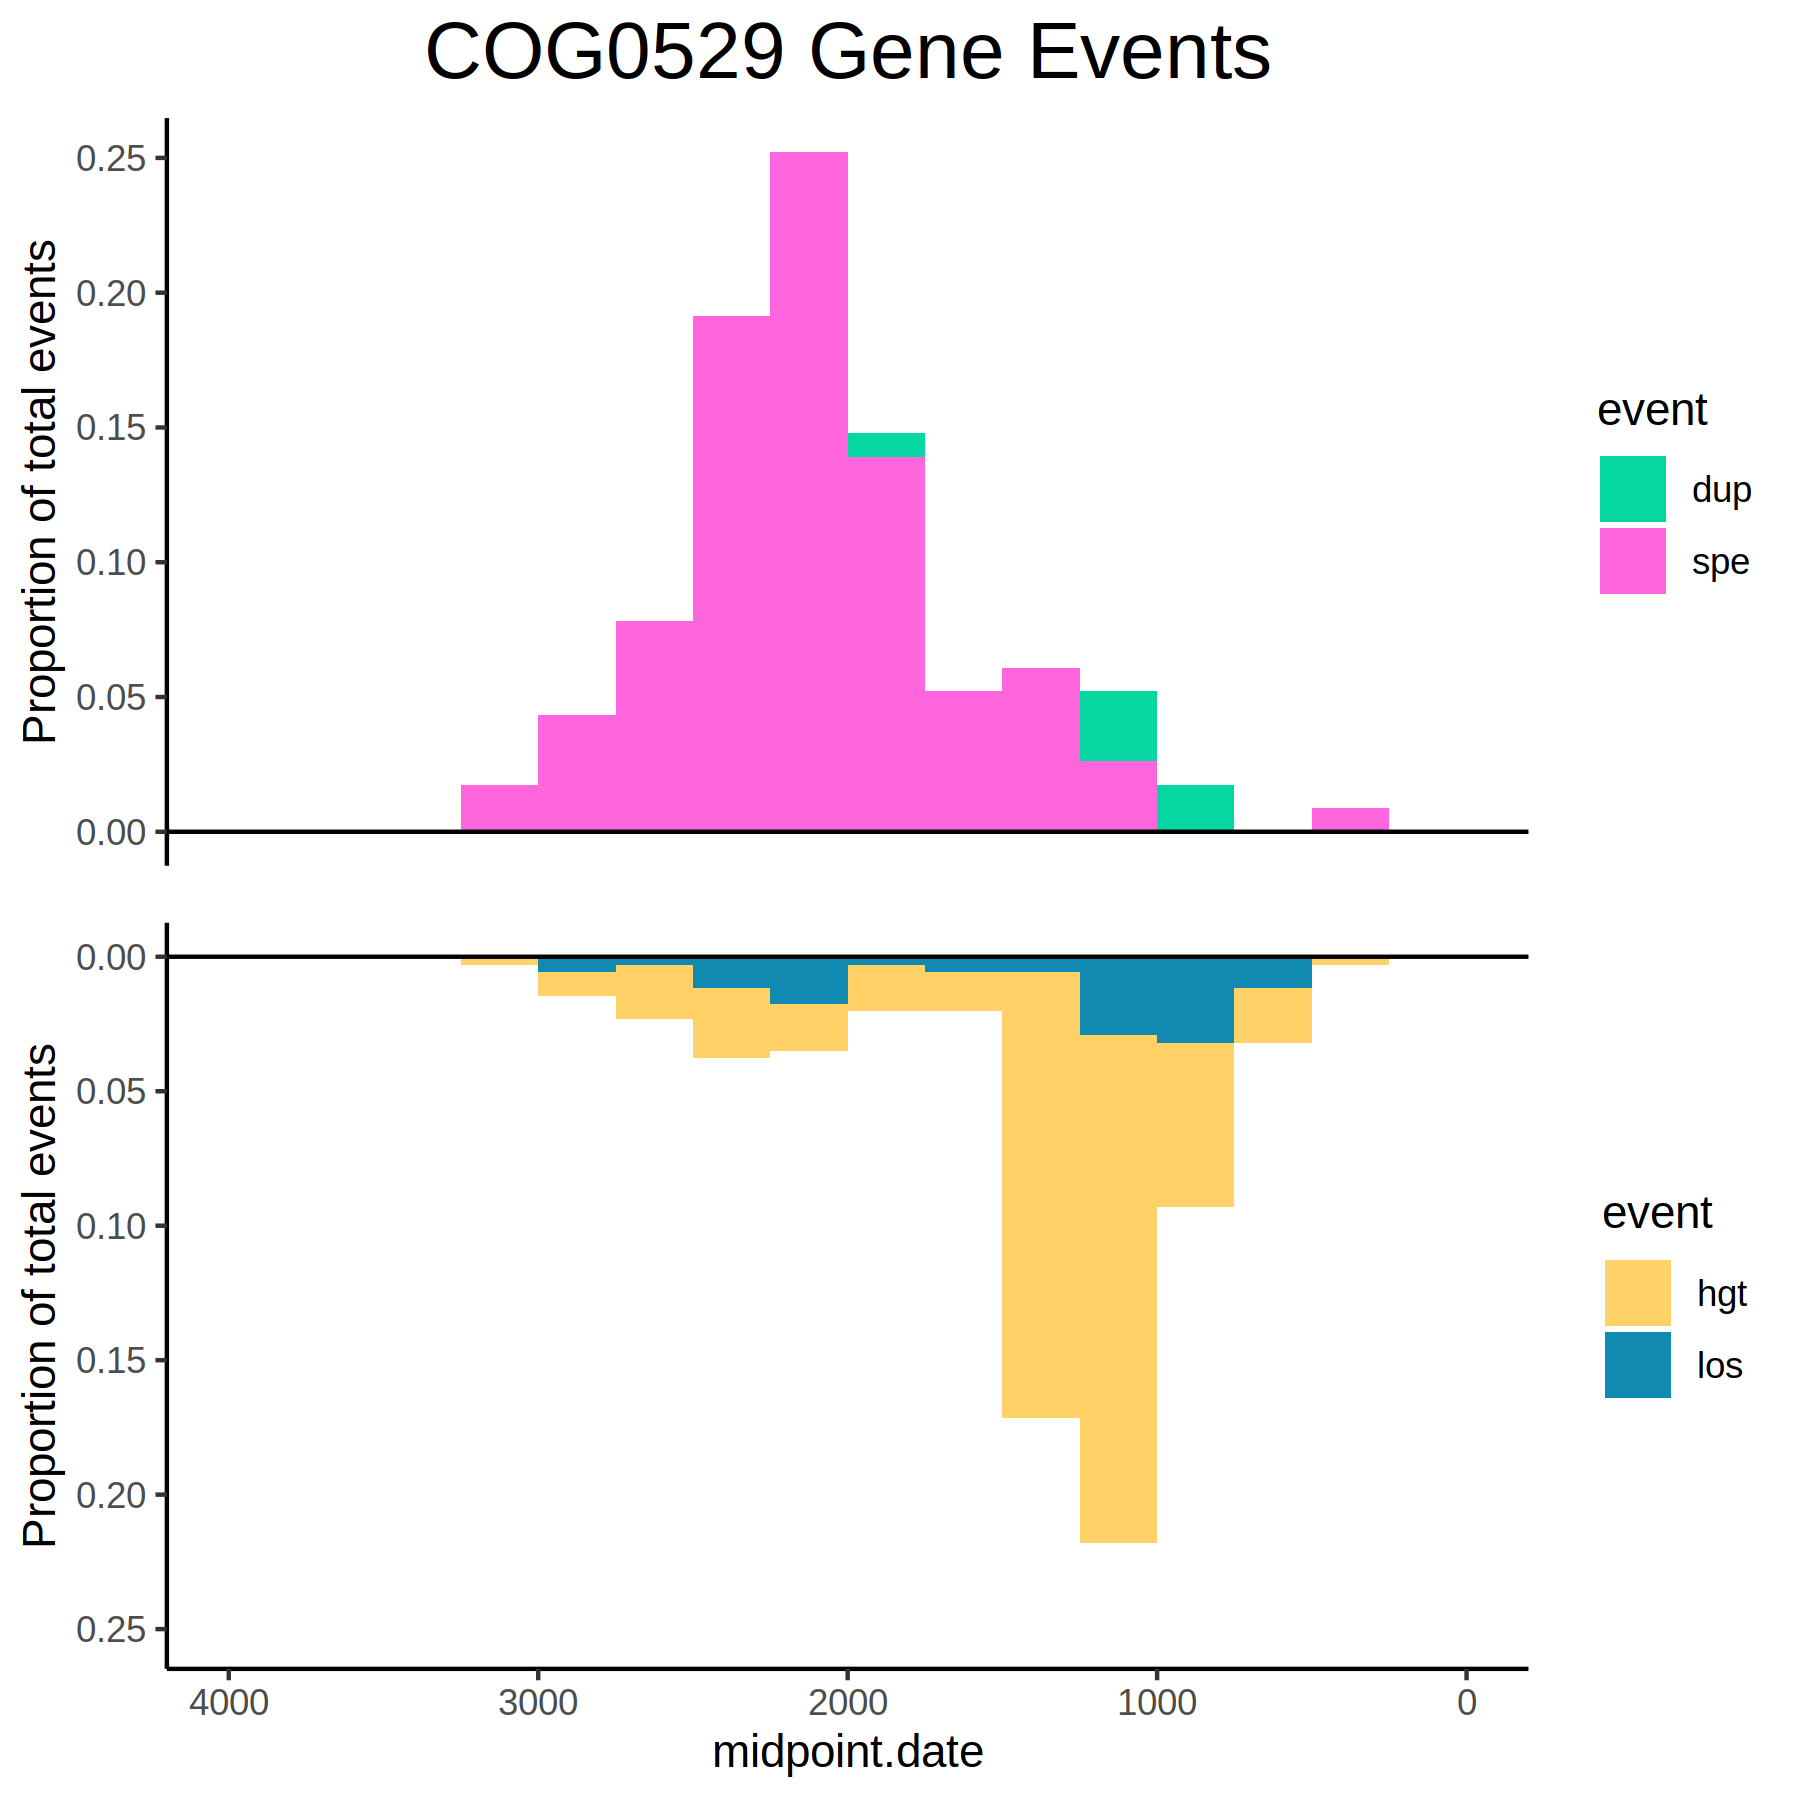 COG0529 Gene Events
Proportion of total events
0.25
0.20
0.15
0.10
0.05
0.00
event
dup
spe
Proportion of total events
0.00
0.05
0.10
0.15
0.20
0.25
event
hgt
los
4000 3000 2000 1000 0
midpoint.date